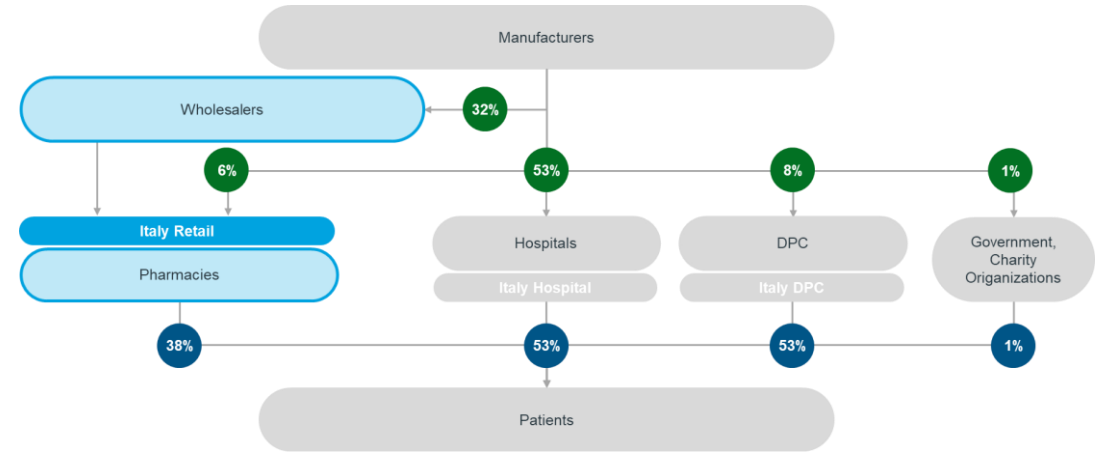 Manufacturers
Wholesalers
32%
6%
53%
8%
1%
Italy Retail
Pharmacies
Hospitals
Italy Hospital
DPC
Italy DPC
Government,
Charity
Origanizations
38%
53%
53%
1%
Patients